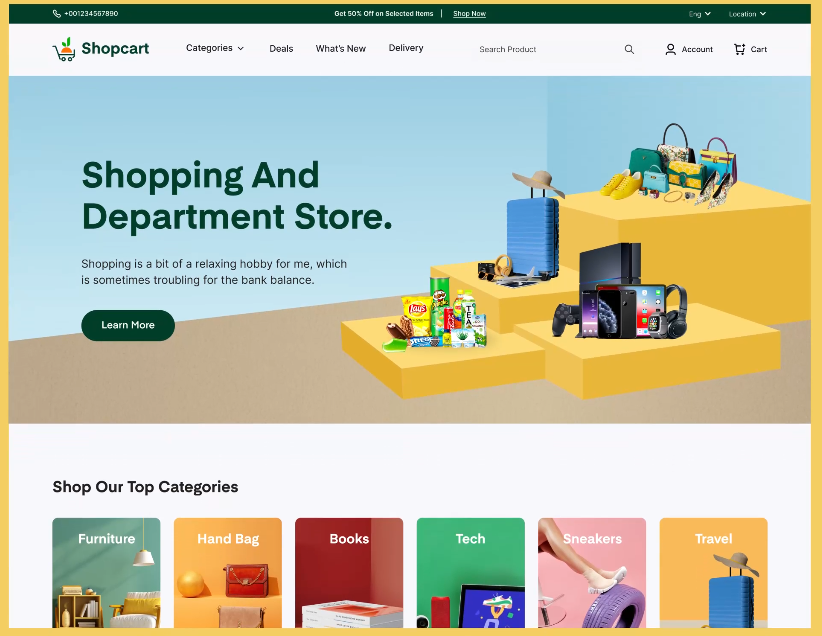 +001234567890
Get 50% Off on Selected Items | Shop Now
Eng
Location
Shopcart
Categories
Deals
What's New
Delivery
Search Product
Account
Cart
Shopping And
Department Store.
Shopping is a bit of a relaxing hobby for me, which
is sometimes troubling for the bank balance.
Learn More
Lay's
TEA
Shop Our Top Categories
Furniture
Hand Bag
Books
Tech
Sneakers
Travel